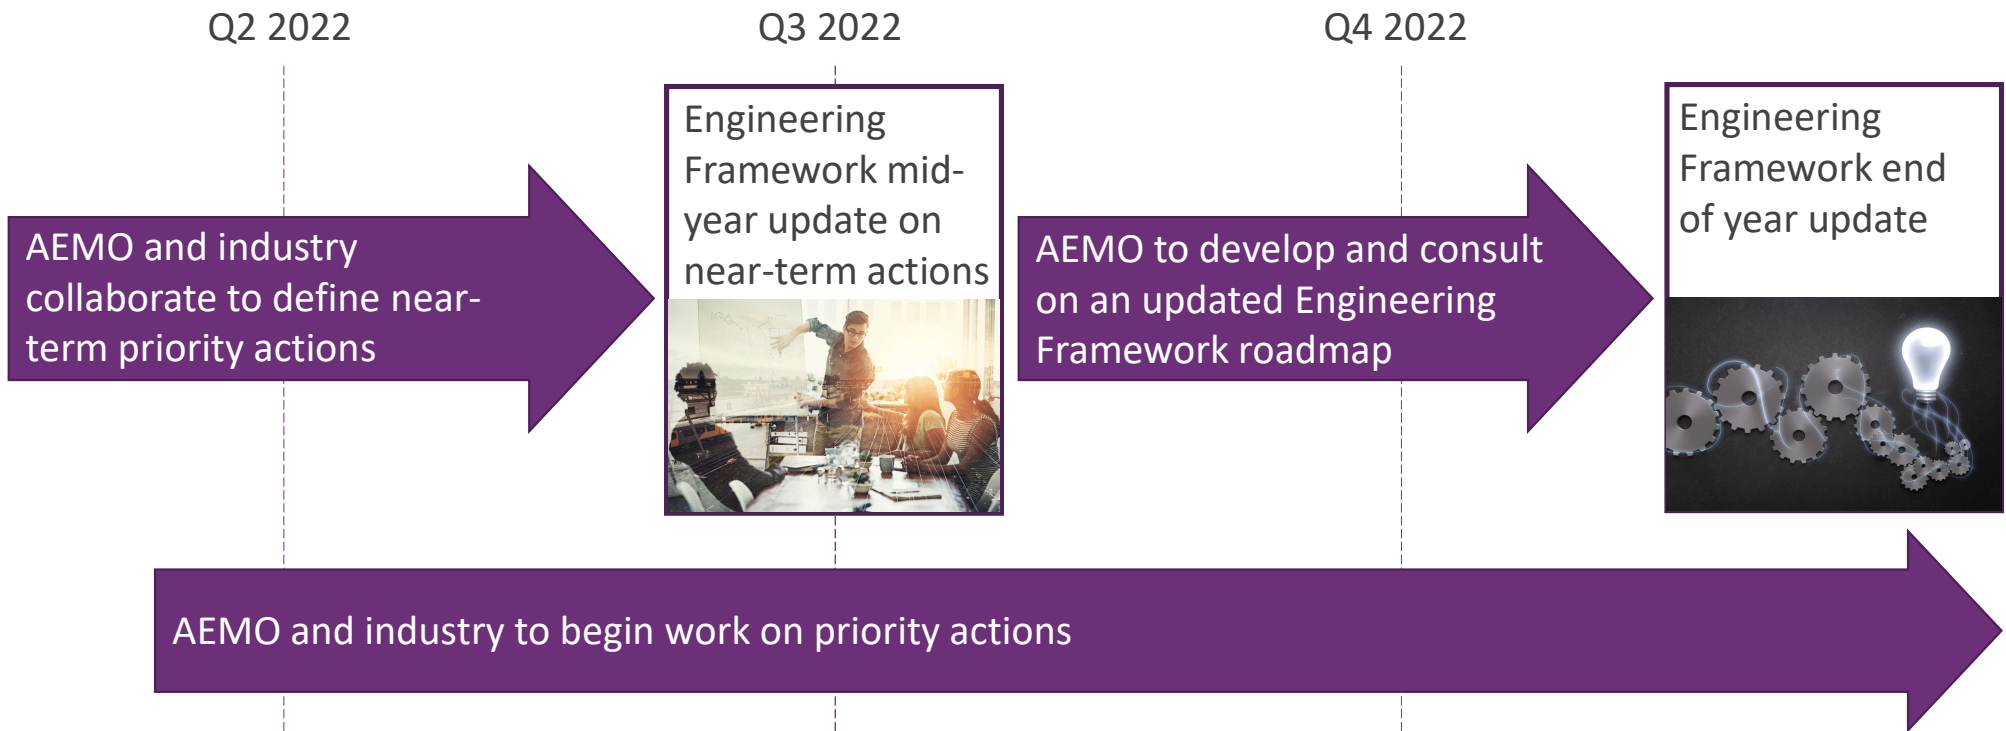 Q2 2022
Q3 2022
Q4 2022
AEMO and industry
collaborate to define near-
term priority actions
Engineering
Framework mid-
year update on
near-term actions
AEMO to develop and consult
on an updated Engineering
Framework roadmap
Engineering
Framework end
of year update
AEMO and industry to begin work on priority actions